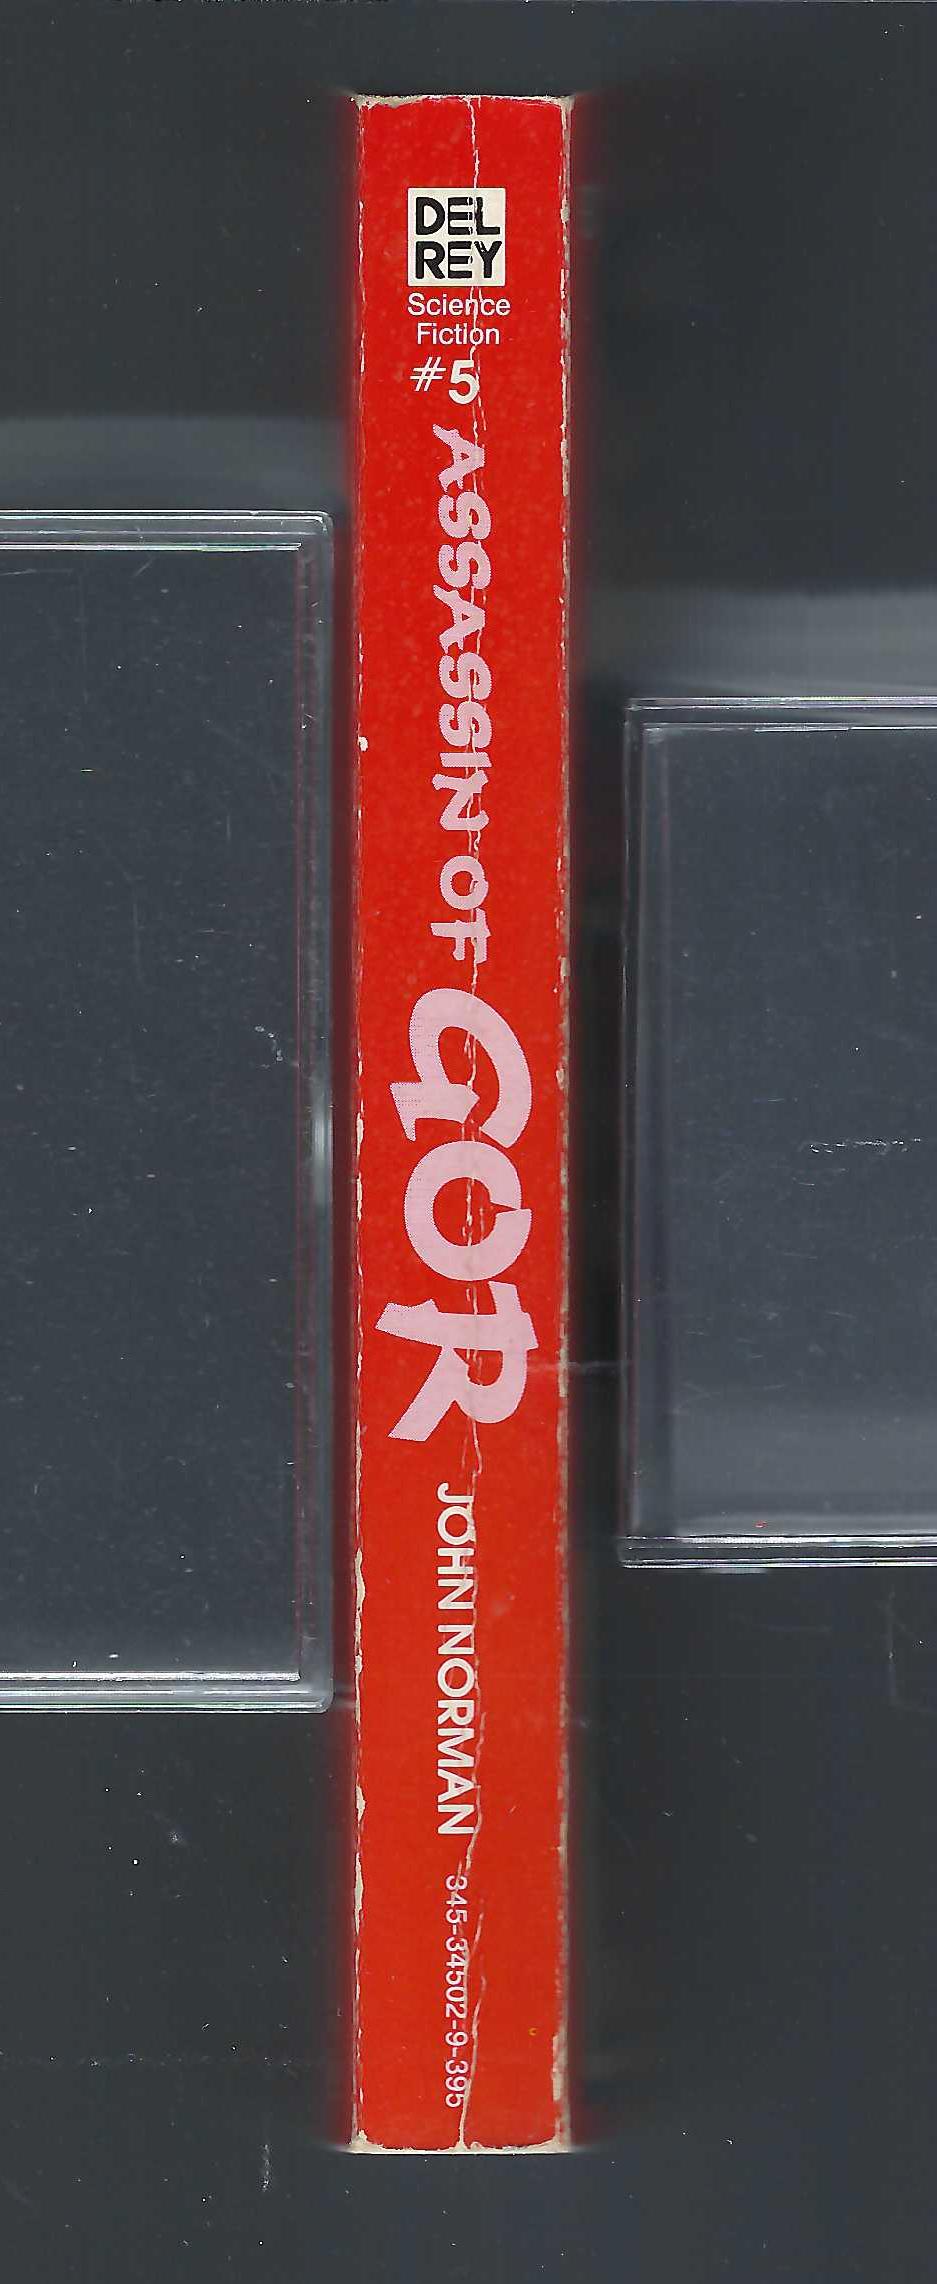 DEL
REY
Science
Fiction
#5
ASSASSIN OF GOR
JOHN NORMAN
345-34502-9-395